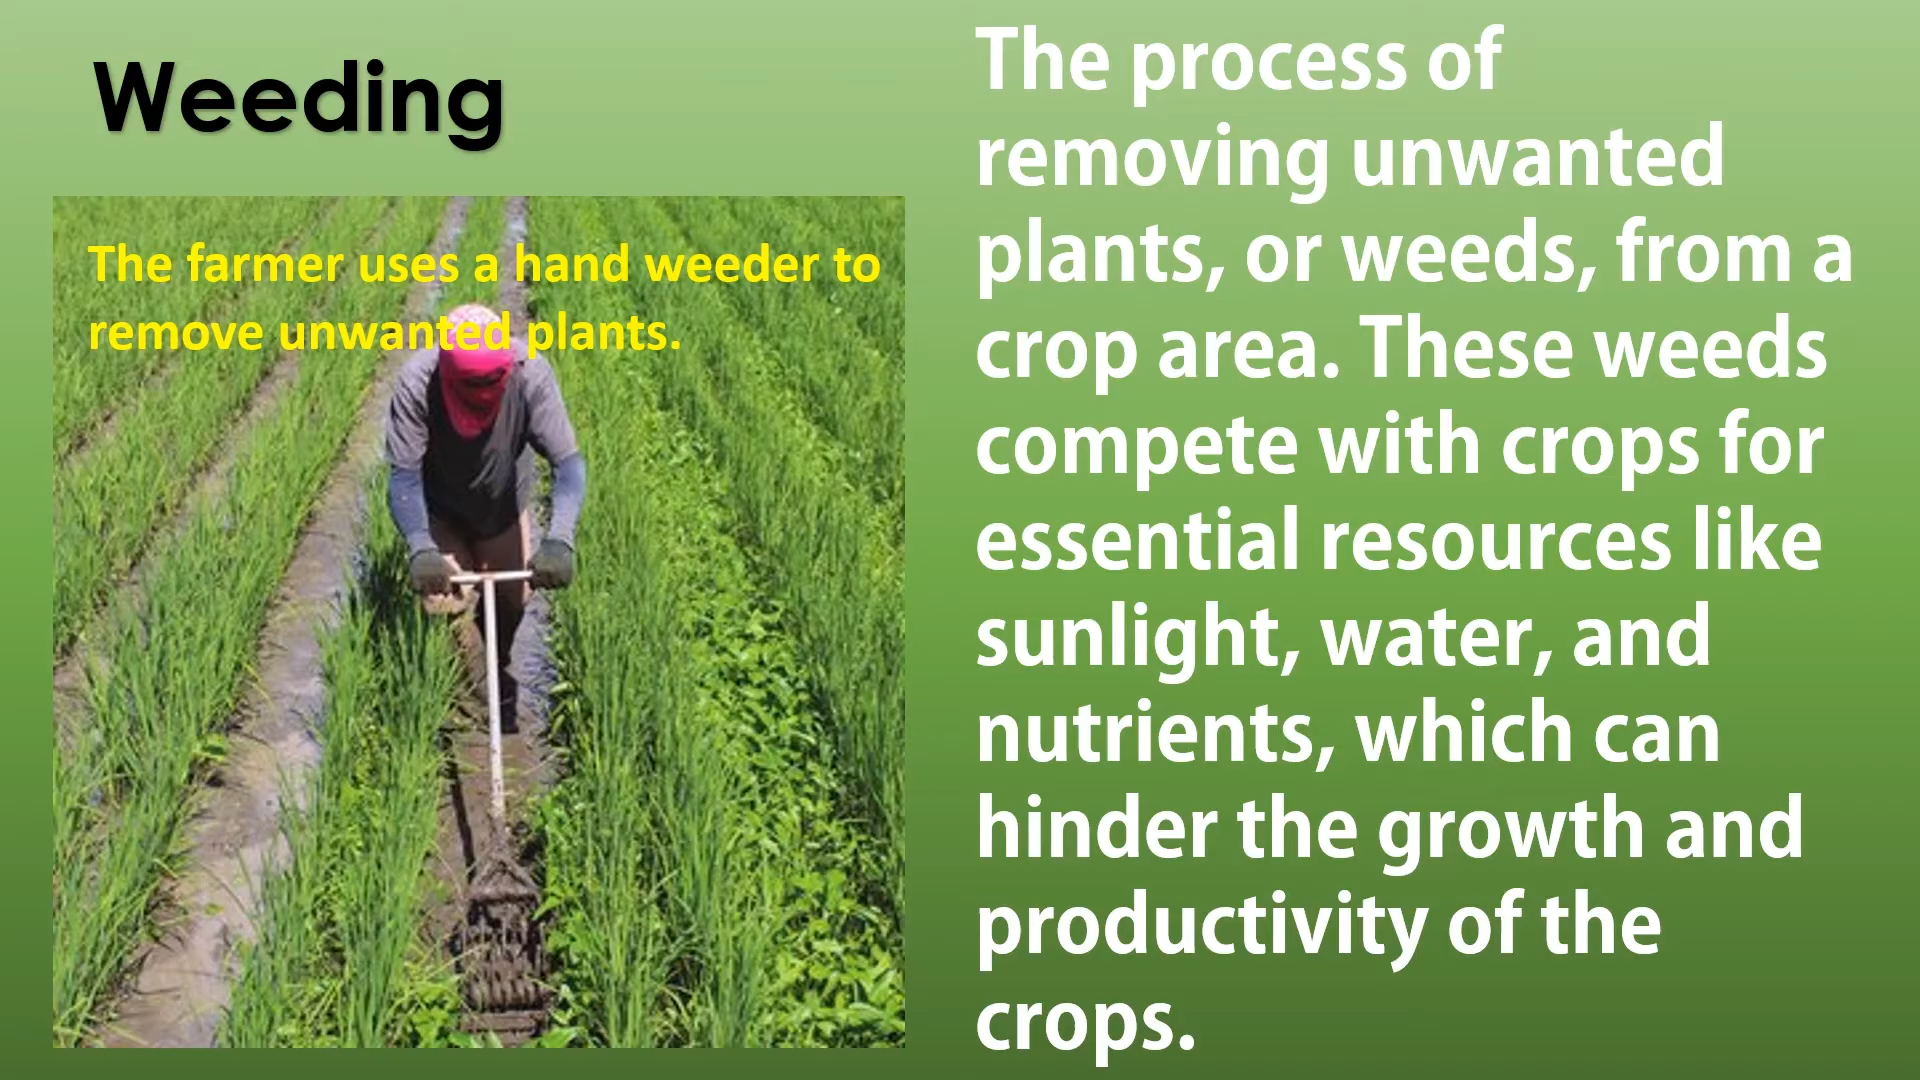 Weeding
The farmer uses a hand weeder to
remove unwanted plants.
The process of
removing unwanted
plants, or weeds, from a
crop area. These weeds
compete with crops for
essential resources like
sunlight, water, and
nutrients, which can
hinder the growth and
productivity of the
crops.